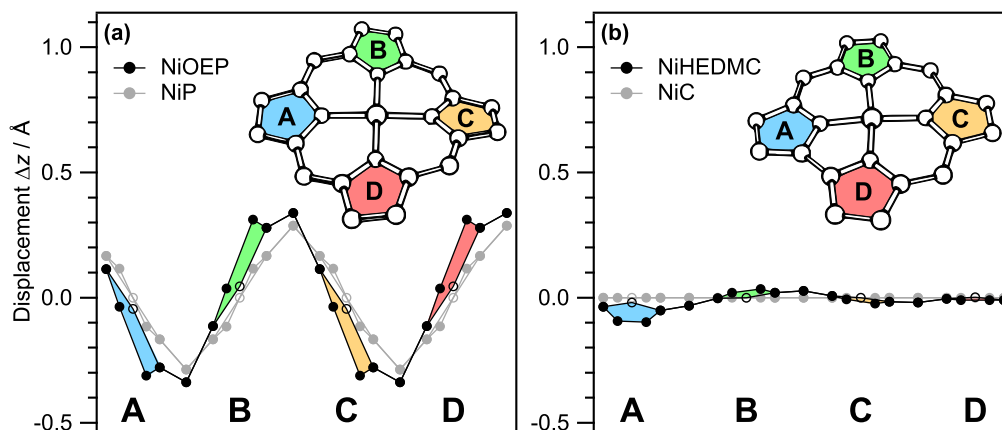 (a)
NiOEP
NiP
A
B
C
D
Displacement Δz / Å
1.0
0.5
0.0
-0.5
A B C D
(b)
NiHEDMC
NiC
A
B
C
D
1.0
0.5
0.0
-0.5
A B C D